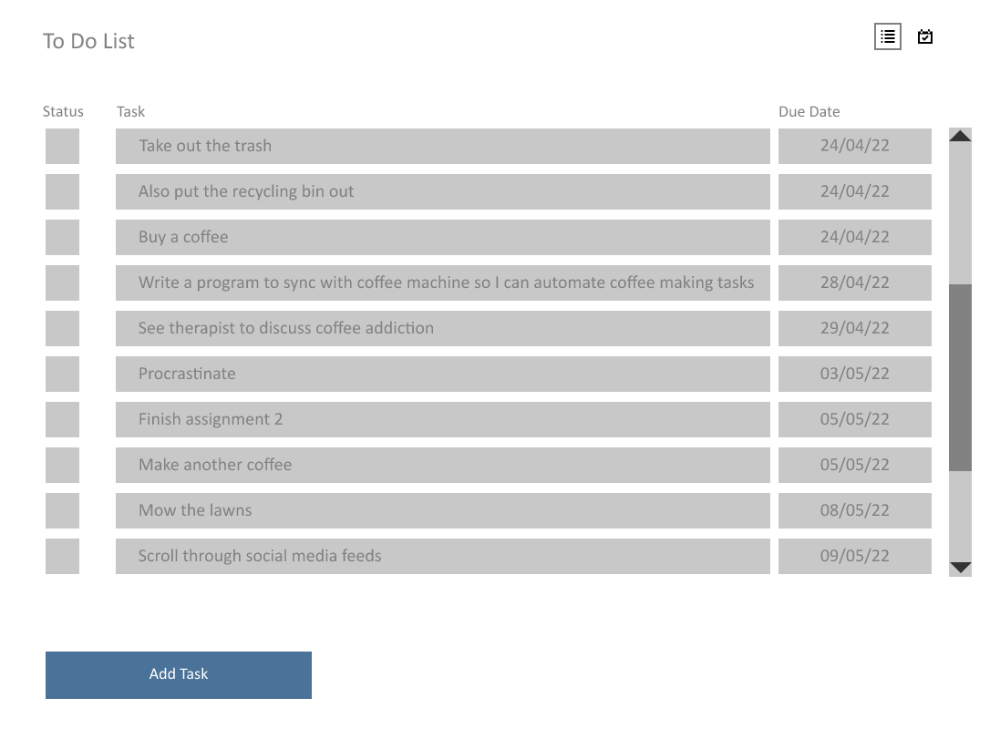 To Do List
Status Task Due Date
Take out the trash 24/04/22
Also put the recycling bin out 24/04/22
Buy a coffee 24/04/22
Write a program to sync with coffee machine so I can automate coffee making tasks 28/04/22
See therapist to discuss coffee addiction 29/04/22
Procrastinate 03/05/22
Finish assignment 2 05/05/22
Make another coffee 05/05/22
Mow the lawns 08/05/22
Scroll through social media feeds 09/05/22
Add Task